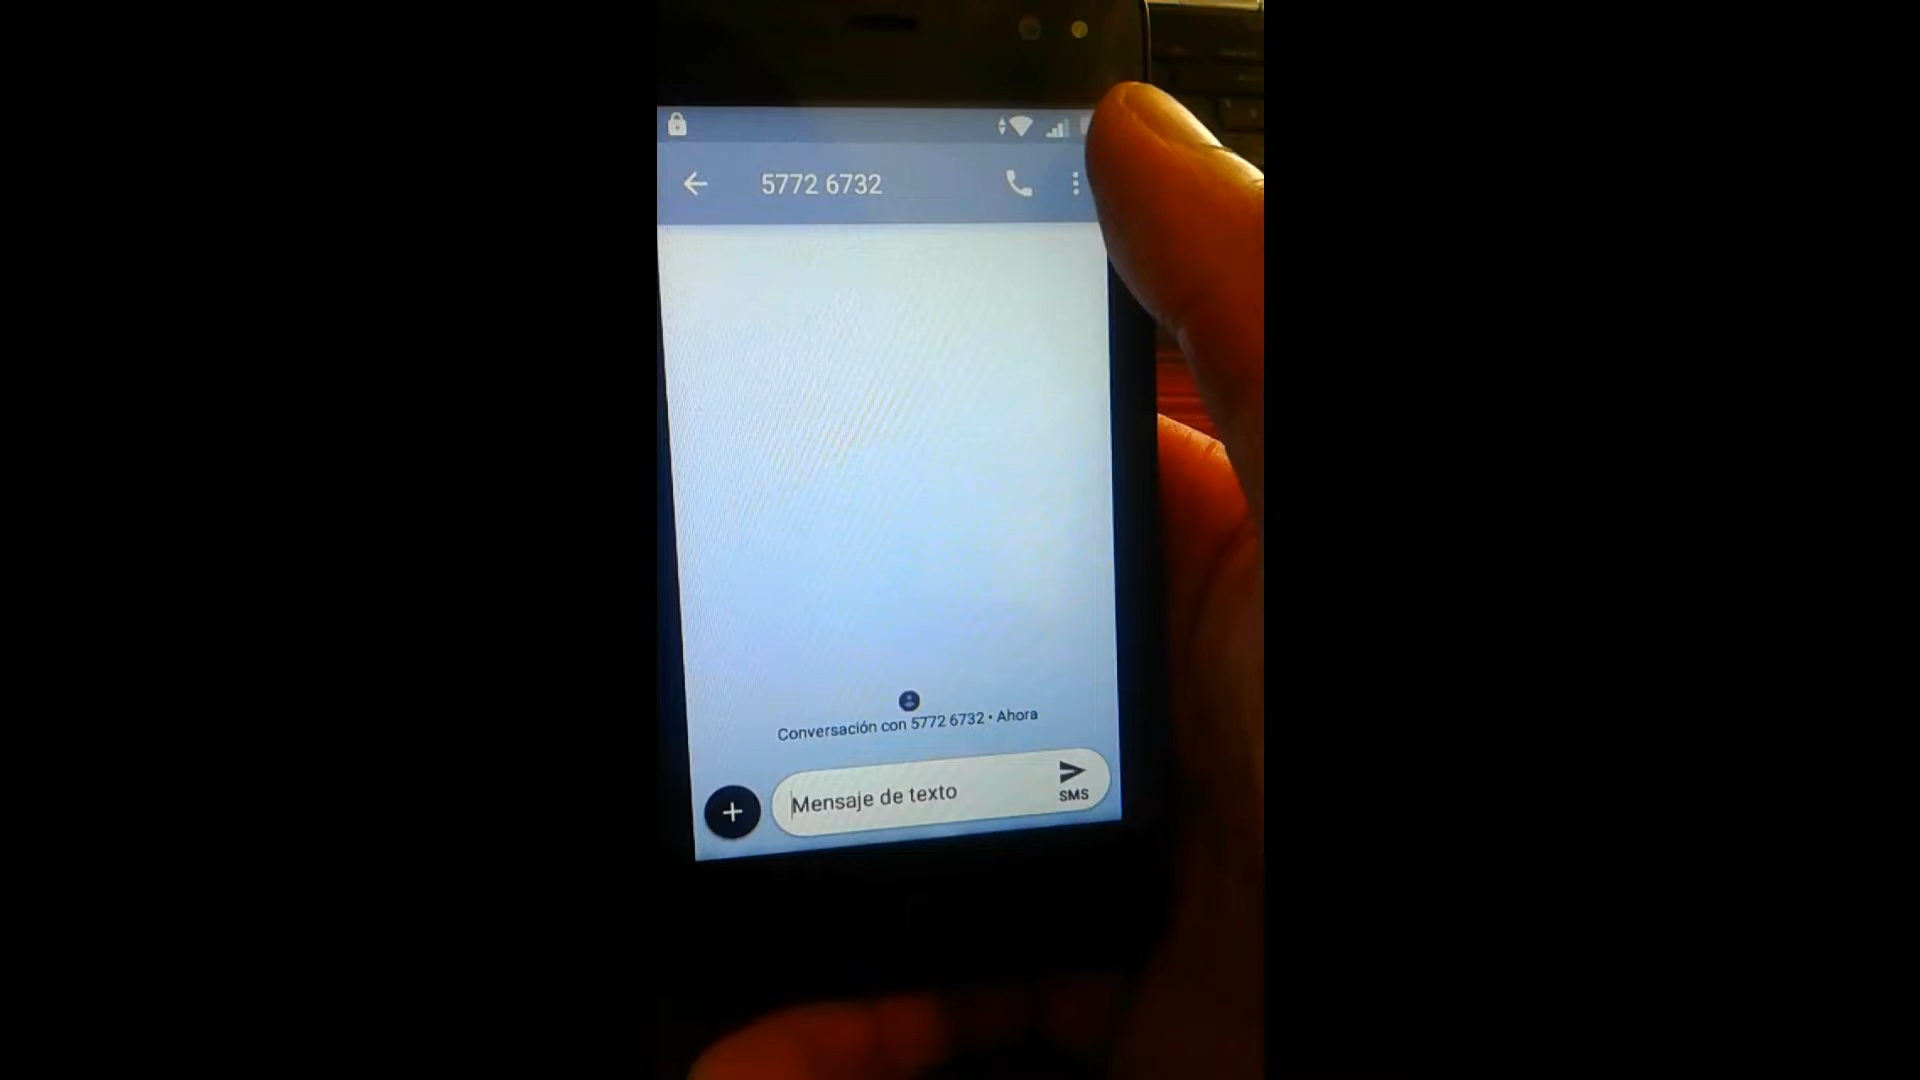 5772 6732
Conversación con 5772 6732 • Ahora
Mensaje de texto
SMS